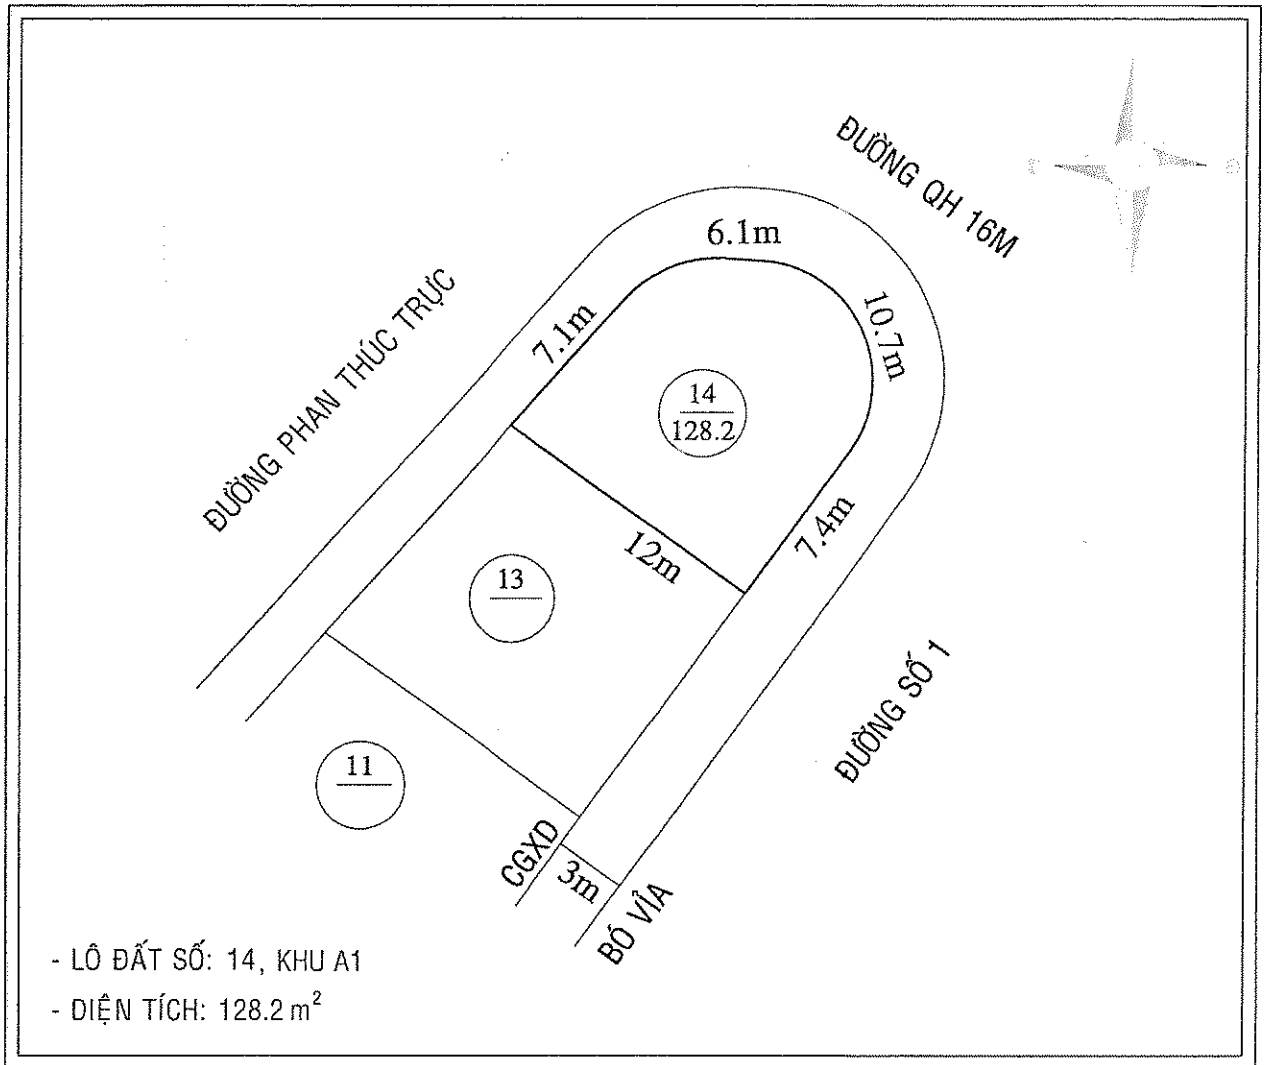 ĐƯỜNG QH 16M
6.1m
10.7m
7.1m
ĐƯỜNG PHAN THÚC TRỰC
14
128.2
7.4m
12m
13
ĐƯỜNG SỐ 1
11
CGXD
3m
BÓ VỈA
- LÔ ĐẤT SỐ: 14, KHU A1
- DIỆN TÍCH: 128.2 m²